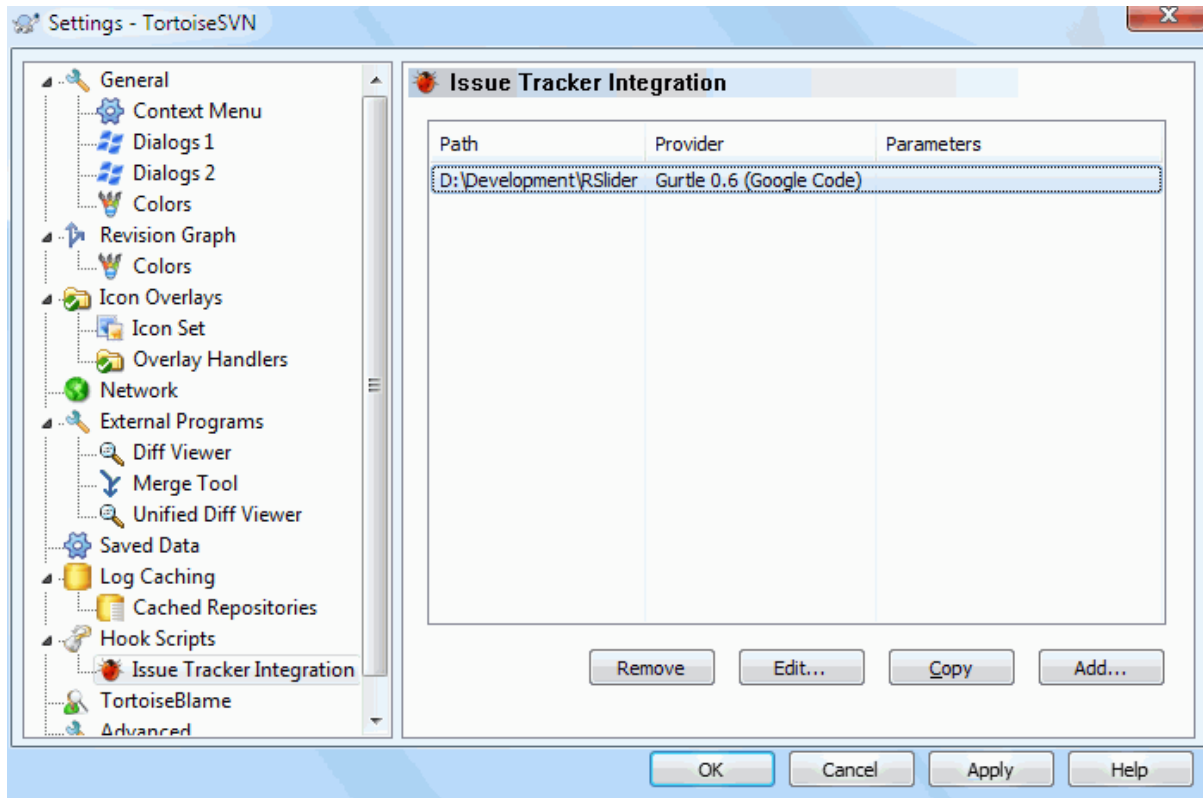 Settings - TortoiseSVN
General
Context Menu
Dialogs 1
Dialogs 2
Colors
Revision Graph
Colors
Icon Overlays
Icon Set
Overlay Handlers
Network
External Programs
Diff Viewer
Merge Tool
Unified Diff Viewer
Saved Data
Log Caching
Cached Repositories
Hook Scripts
Issue Tracker Integration
TortoiseBlame
Advanced
Issue Tracker Integration
Path Provider Parameters
D:\Development\RSlider Gurtle 0.6 (Google Code)
Remove Edit... Copy Add...
OK Cancel Apply Help